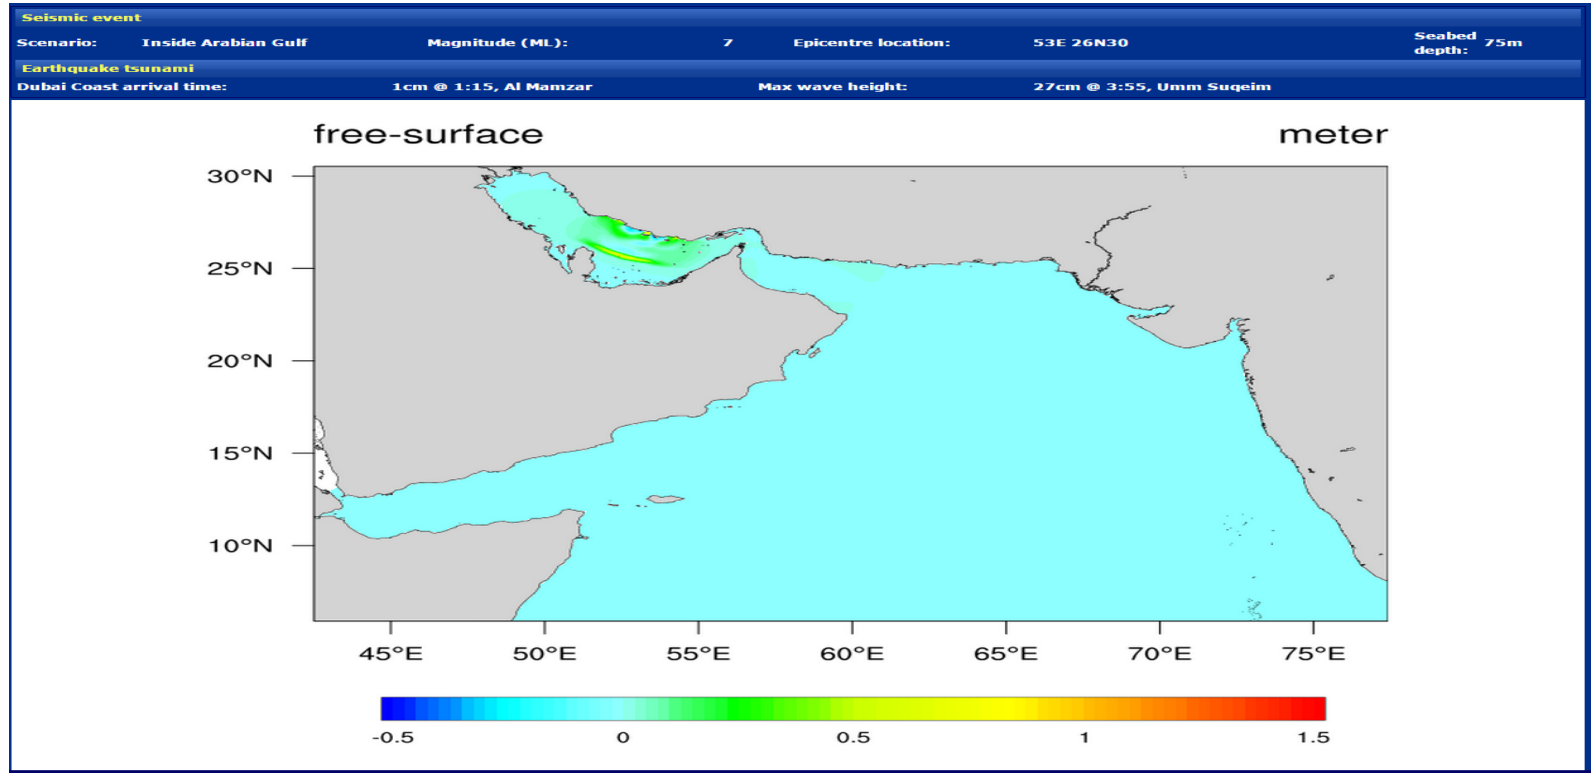 Seismic event
Scenario: Inside Arabian Gulf Magnitude (ML): 7 Epicentre location: 53E 26N30 Seabed depth: 75m
Earthquake tsunami
Dubai Coast arrival time: 1cm @ 1:15, Al Mamzar Max wave height: 27cm @ 3:55, Umm Suqeim
free-surface meter
30°N
25°N
20°N
15°N
10°N
45°E 50°E 55°E 60°E 65°E 70°E 75°E
-0.5 0 0.5 1 1.5